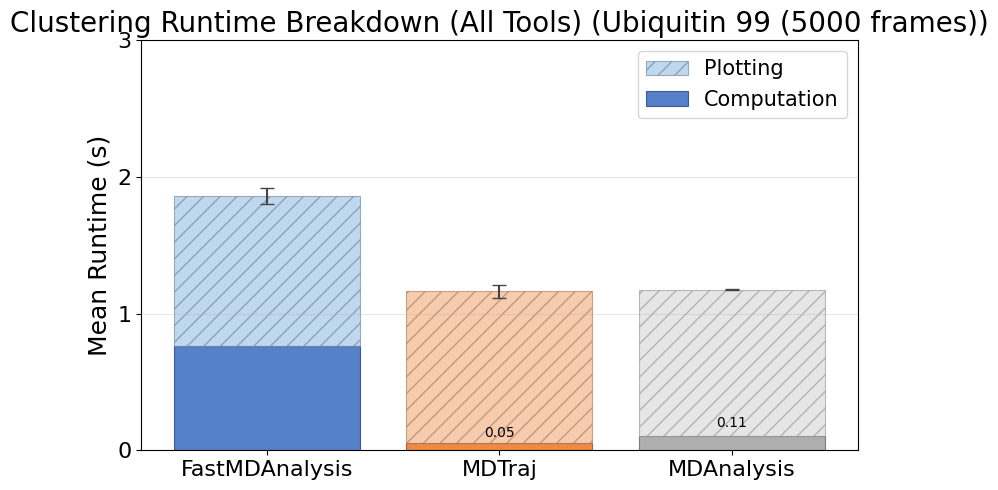 Clustering Runtime Breakdown (All Tools) (Ubiquitin 99 (5000 frames))
Plotting
Computation
Mean Runtime (s)
3
2
1
0
0.05
0.11
FastMDAnalysis
MDTraj
MDAnalysis